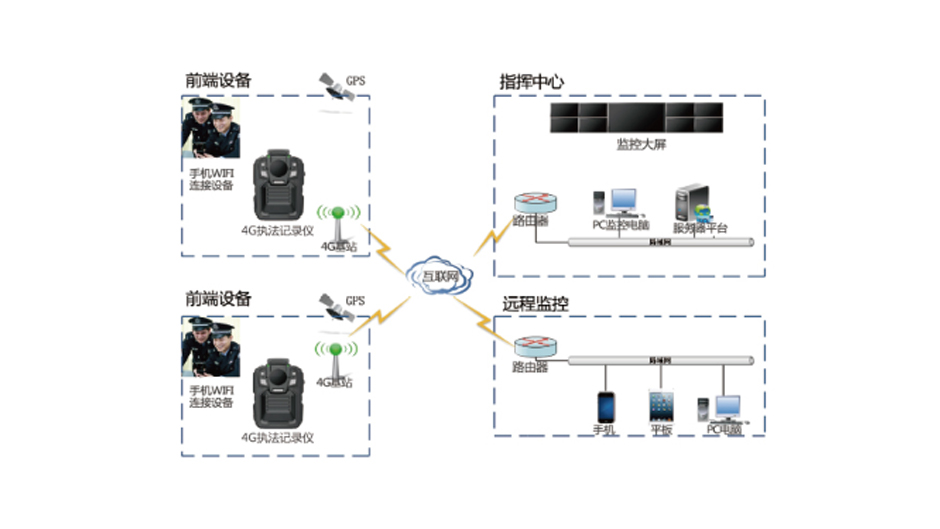 前端设备
GPS
手机WIFI
连接设备
4G执法记录仪
4G基站
前端设备
GPS
手机WIFI
连接设备
4G执法记录仪
4G基站
互联网
指挥中心
监控大屏
路由器
PC监控电脑
服务器平台
局域网
远程监控
路由器
局域网
手机
平板
PC电脑